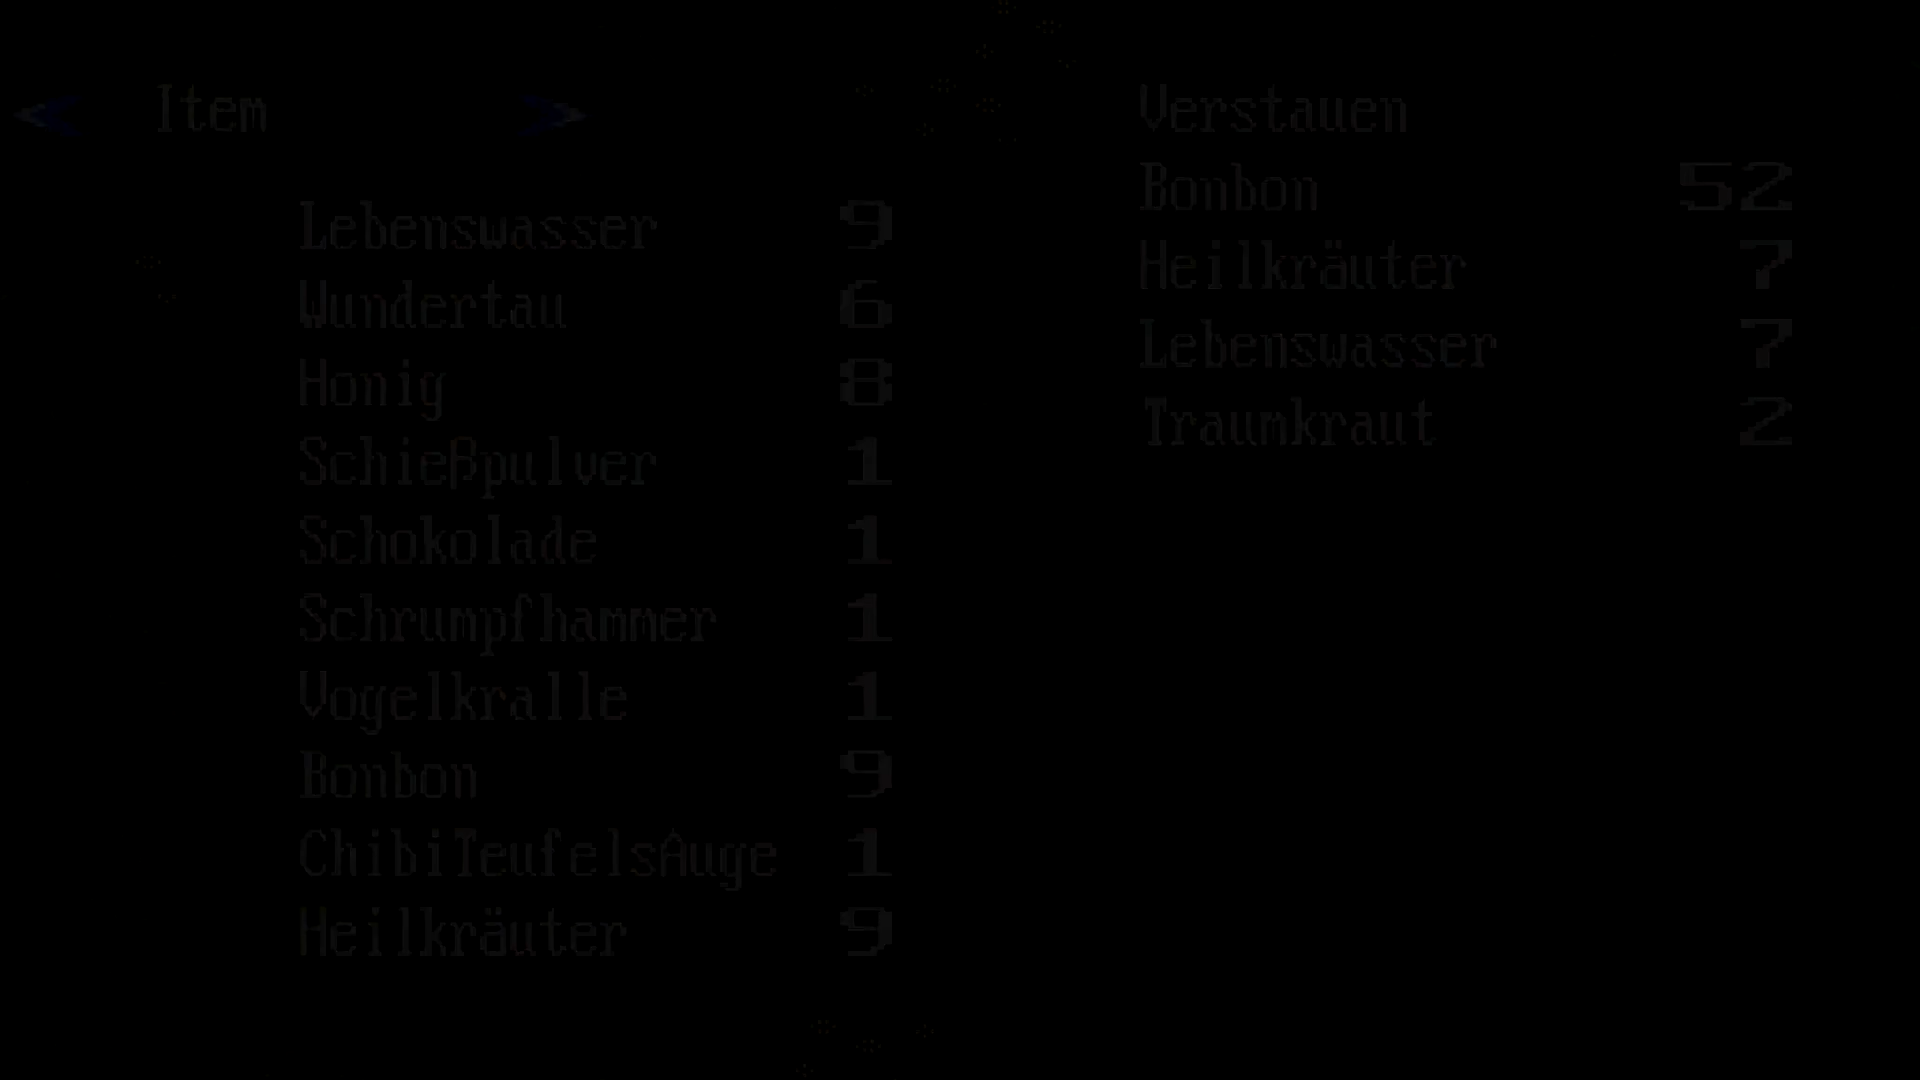 Item
Lebenswasser 9
Wundertau 6
Honig 8
Schießpulver 1
Schokolade 1
Schrumpfhammer 1
Vogelkralle 1
Bonbon 9
ChibiTeufelsAuge 1
Heilkräuter 9
Verstauen
Bonbon 52
Heilkräuter 7
Lebenswasser 7
Traumkraut 2